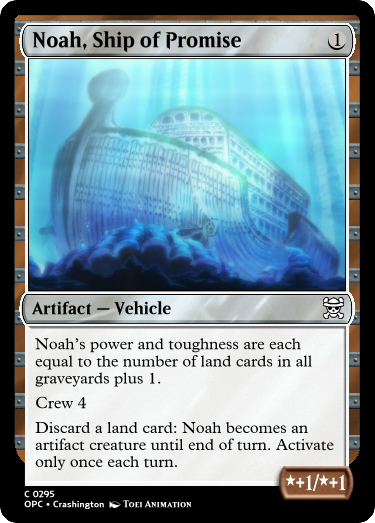 Noah, Ship of Promise 1
Artifact — Vehicle
Noah's power and toughness are each
equal to the number of land cards in all
graveyards plus 1.
Crew 4
Discard a land card: Noah becomes an
artifact creature until end of turn. Activate
only once each turn.
*+1/*+1
C 0295
OPC • Crashington TOEI ANIMATION